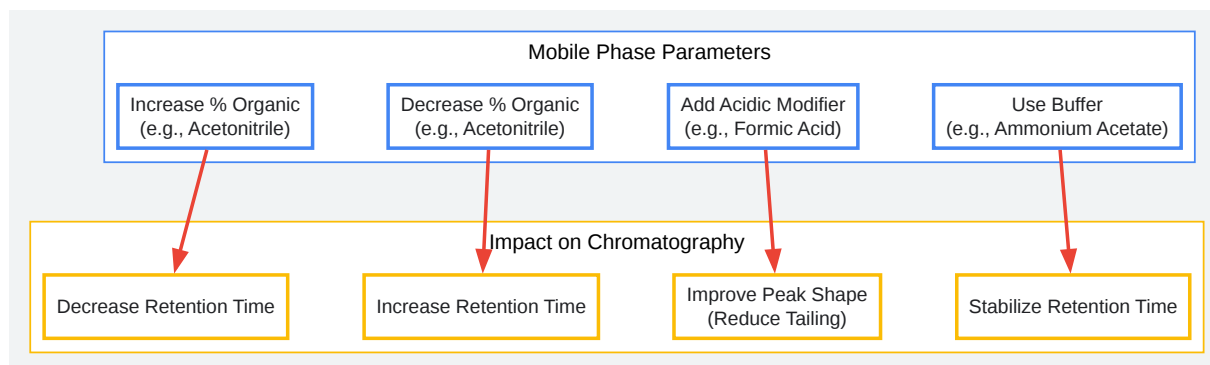 Mobile Phase Parameters
Increase % Organic
(e.g., Acetonitrile)
Decrease % Organic
(e.g., Acetonitrile)
Add Acidic Modifier
(e.g., Formic Acid)
Use Buffer
(e.g., Ammonium Acetate)
Impact on Chromatography
Decrease Retention Time
Increase Retention Time
Improve Peak Shape
(Reduce Tailing)
Stabilize Retention Time